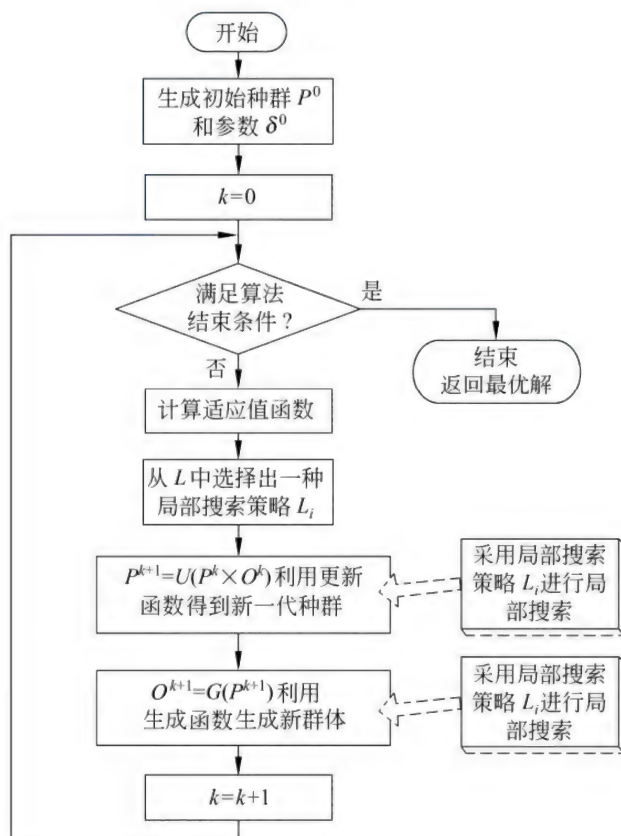 开始
生成初始种群 P⁰
和参数 δ⁰
k=0
满足算法
结束条件？
是
结束
返回最优解
否
计算适应值函数
从 L 中选择出一种
局部搜索策略 Lᵢ
Pᵏ⁺¹=U(Pᵏ×Oᵏ)利用更新
函数得到新一代种群
采用局部搜索
策略 Lᵢ进行局
部搜索
Oᵏ⁺¹=G(Pᵏ⁺¹)利用
生成函数生成新群体
采用局部搜索
策略 Lᵢ进行局
部搜索
k=k+1